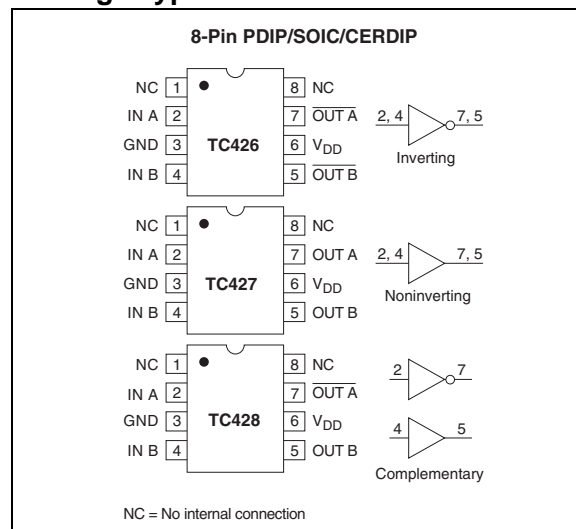 8-Pin PDIP/SOIC/CERDIP
NC 1 8 NC
IN A 2 7 OUT A 2, 4 7, 5
GND 3 TC426 6 VDD
IN B 4 5 OUT B Inverting
NC 1 8 NC
IN A 2 7 OUT A 2, 4 7, 5
GND 3 TC427 6 VDD
IN B 4 5 OUT B Noninverting
NC 1 8 NC 2 7
IN A 2 7 OUT A
GND 3 TC428 6 VDD 4 5
IN B 4 5 OUT B
Complementary
NC = No internal connection